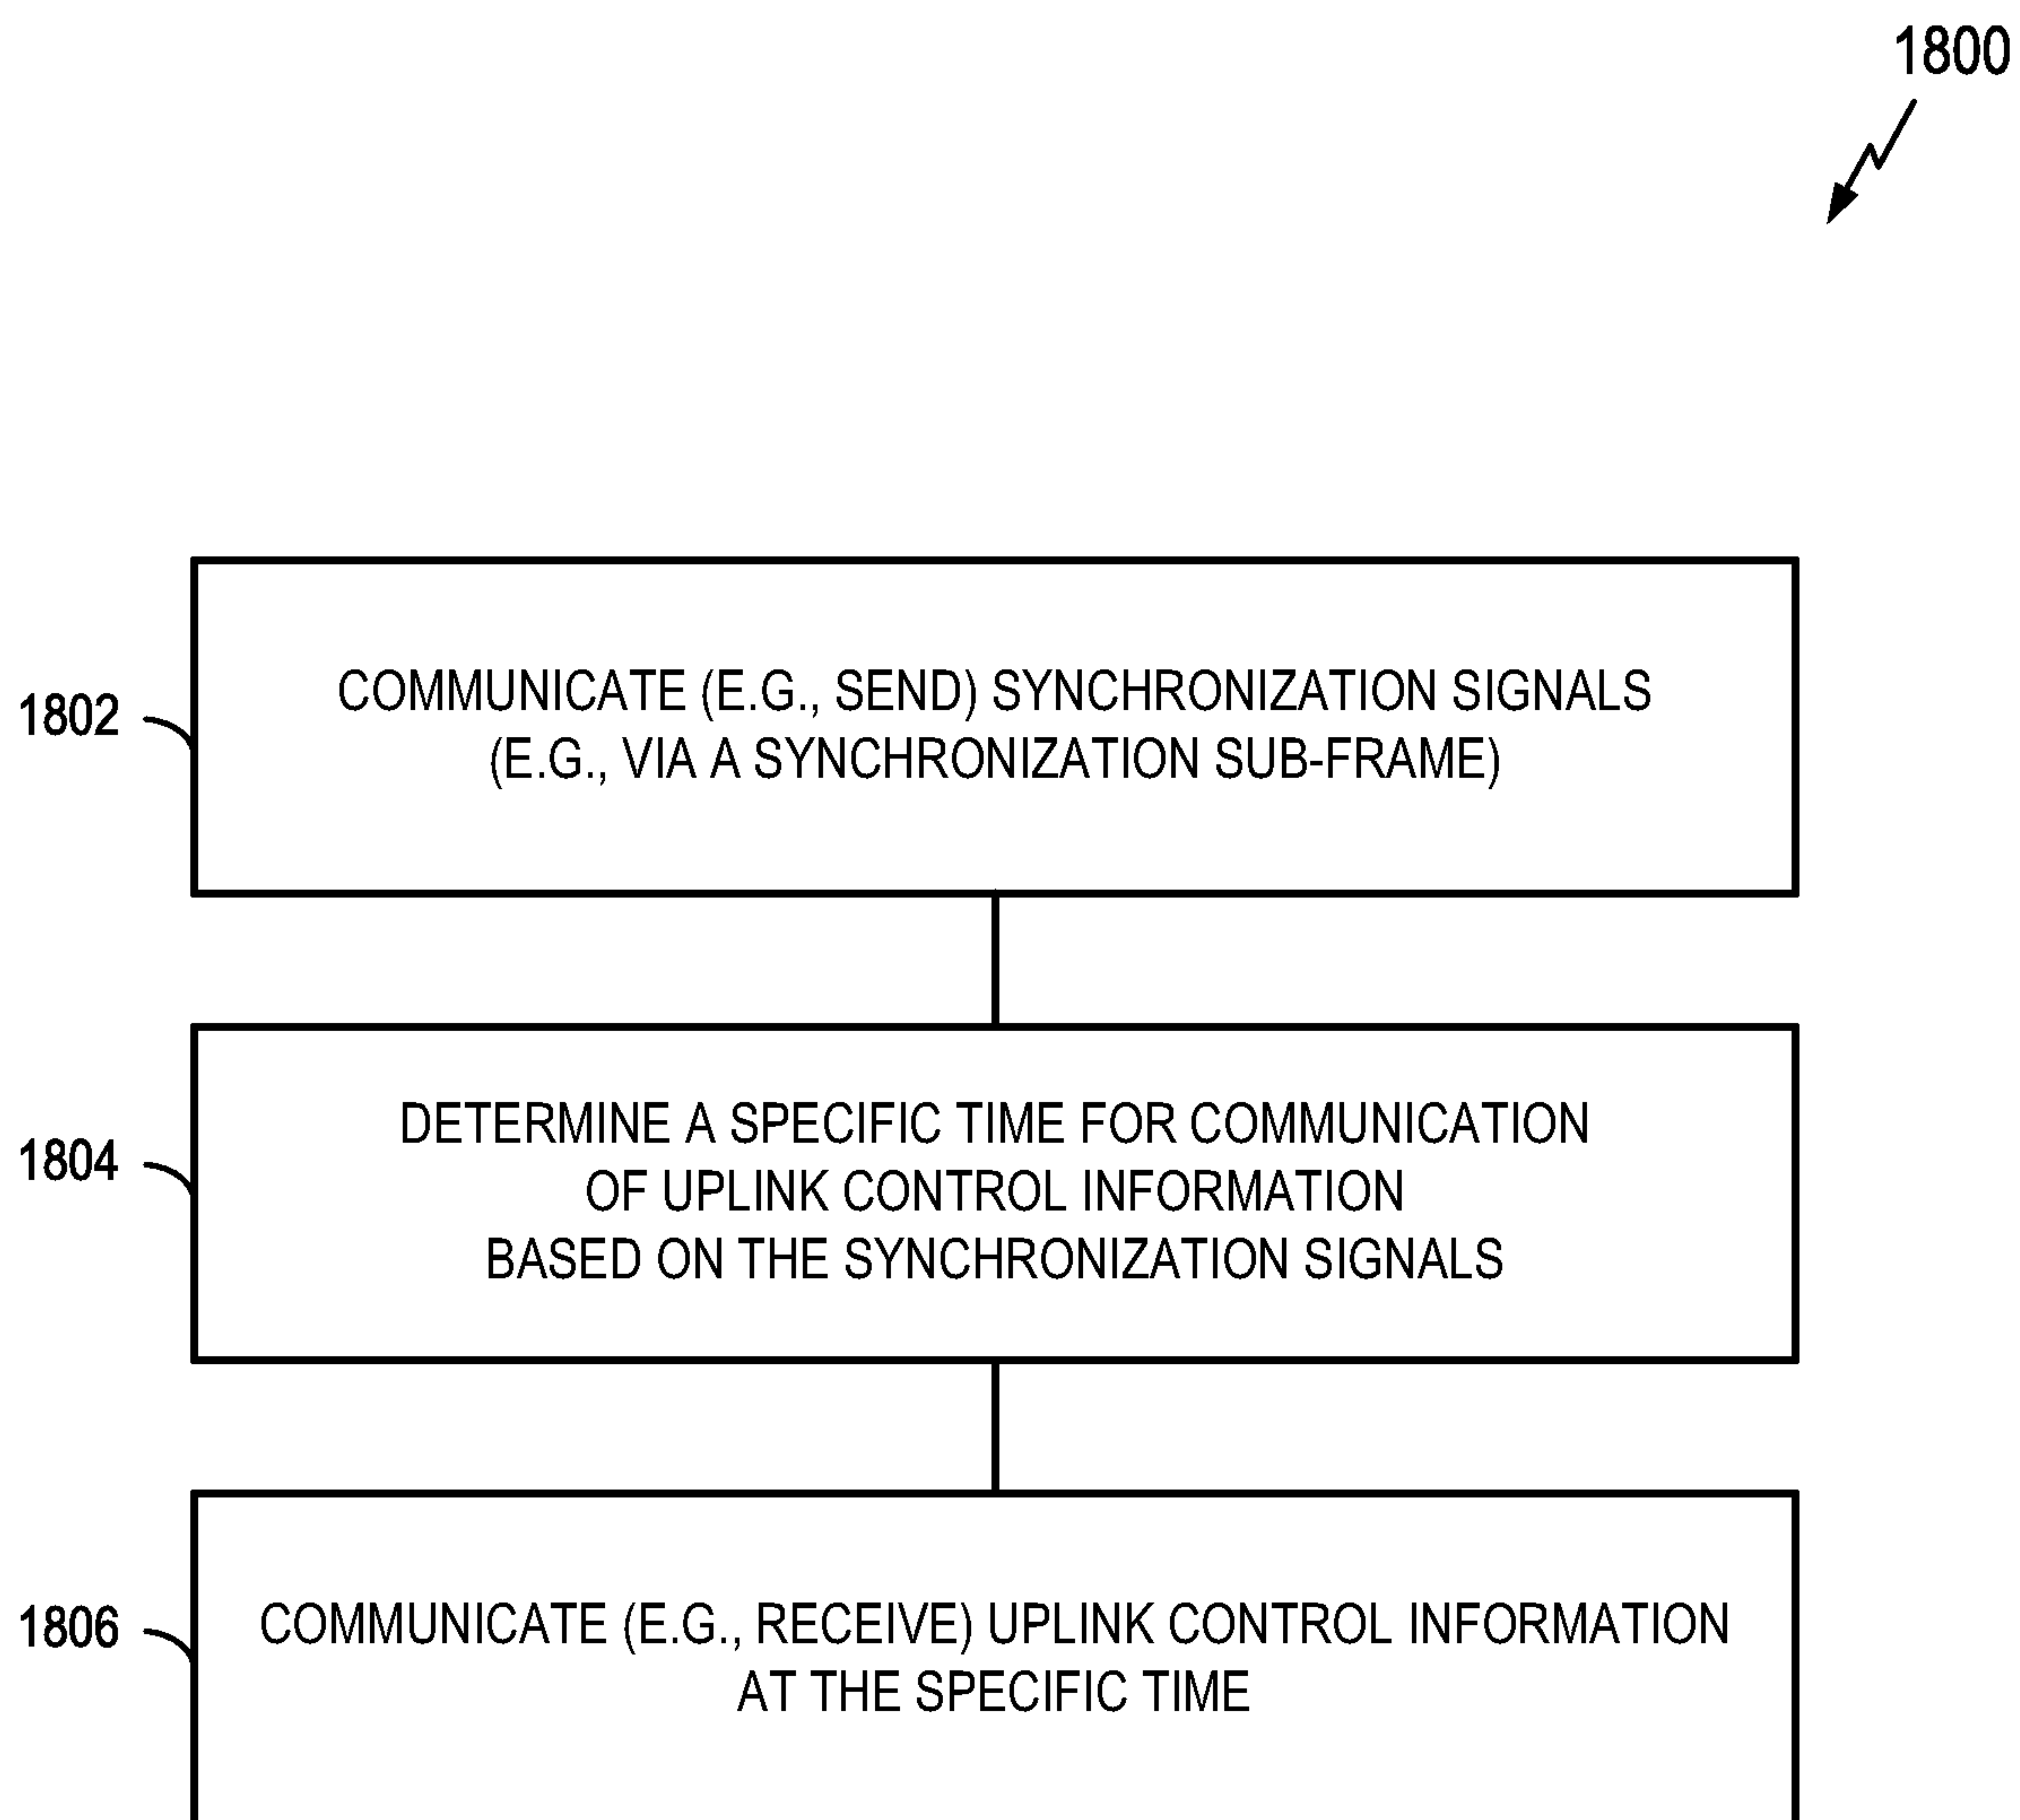 1800
1802
COMMUNICATE (E.G., SEND) SYNCHRONIZATION SIGNALS
(E.G., VIA A SYNCHRONIZATION SUB-FRAME)
1804
DETERMINE A SPECIFIC TIME FOR COMMUNICATION
OF UPLINK CONTROL INFORMATION
BASED ON THE SYNCHRONIZATION SIGNALS
1806
COMMUNICATE (E.G., RECEIVE) UPLINK CONTROL INFORMATION
AT THE SPECIFIC TIME